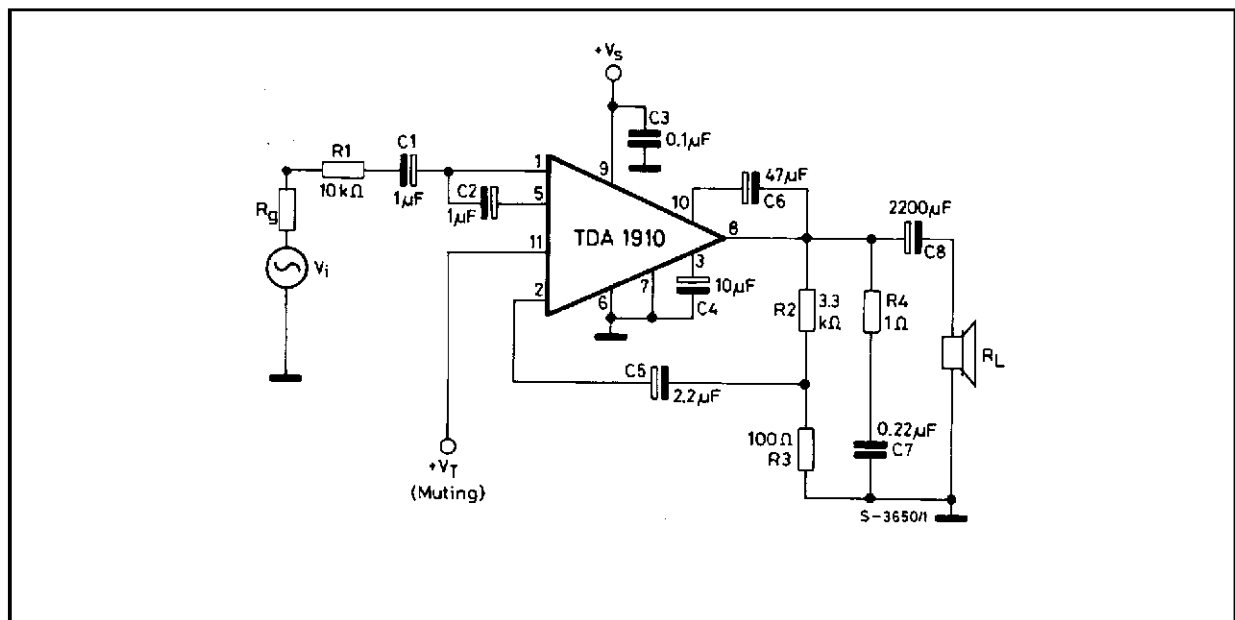 +VS
C3
0.1µF
R1
10kΩ
C1
1µF
C2
1µF
Rg
Vi
1
5
11
2
9
10
8
3
7
6
TDA 1910
47µF
C6
2200µF
C8
10µF
C4
R2
3.3
kΩ
R4
1Ω
RL
C5
2.2µF
100Ω
R3
0.22µF
C7
+VT
(Muting)
S-3650/1